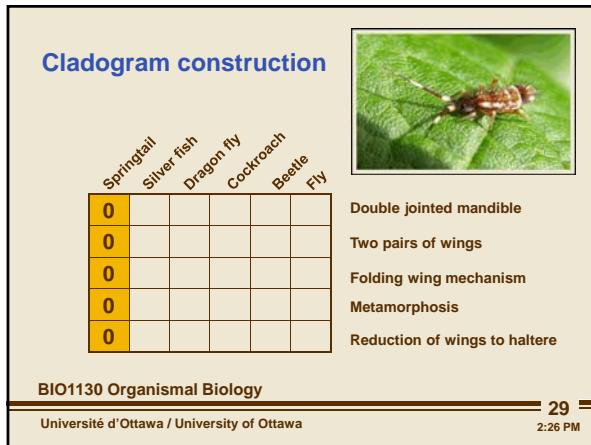 Cladogram construction
Springtail
Silver fish
Dragon fly
Cockroach
Beetle
Fly
0 Double jointed mandible
0 Two pairs of wings
0 Folding wing mechanism
0 Metamorphosis
0 Reduction of wings to haltere
BIO1130 Organismal Biology
29
Université d'Ottawa / University of Ottawa
2:26 PM